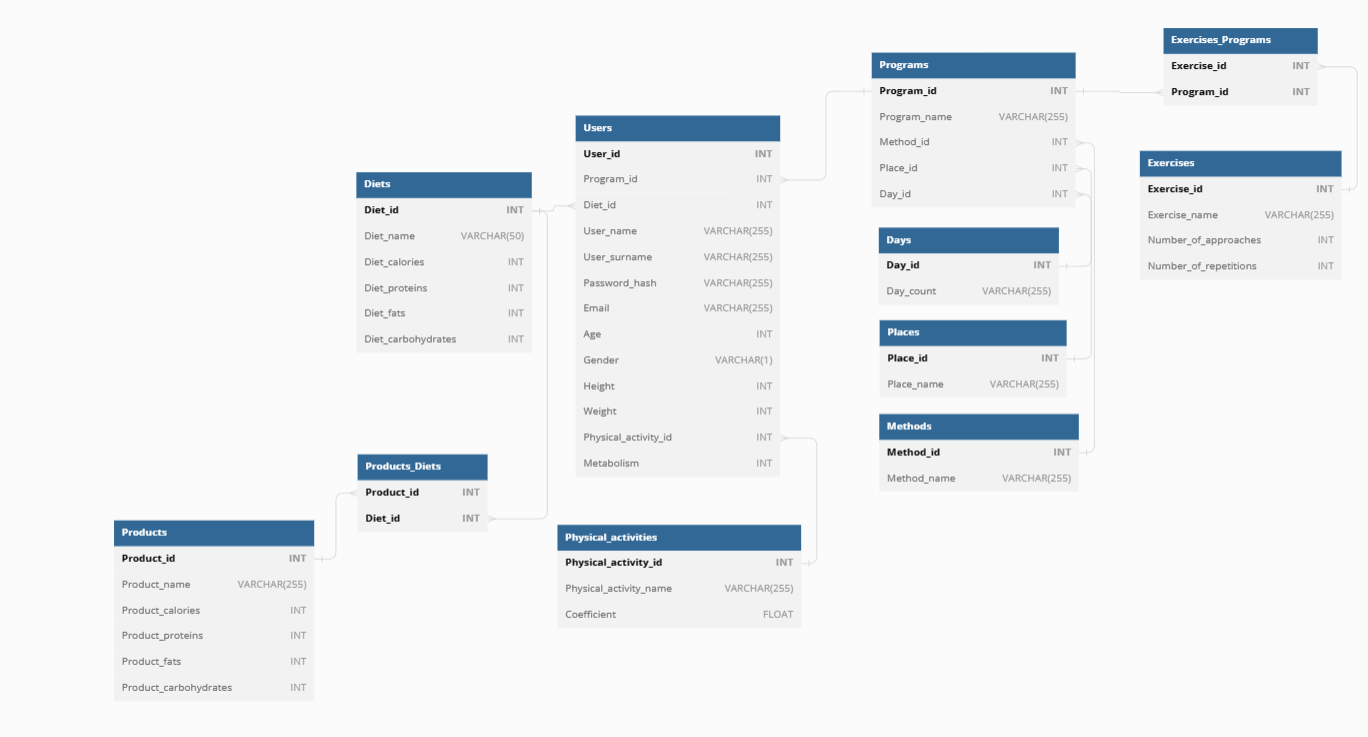 Exercises_Programs
Exercise_id INT
Program_id INT
Programs
Program_id INT
Program_name VARCHAR(255)
Method_id INT
Place_id INT
Day_id INT
Users
User_id INT
Program_id INT
Diet_id INT
User_name VARCHAR(255)
User_surname VARCHAR(255)
Password_hash VARCHAR(255)
Email VARCHAR(255)
Age INT
Gender VARCHAR(1)
Height INT
Weight INT
Physical_activity_id INT
Metabolism INT
Exercises
Exercise_id INT
Exercise_name VARCHAR(255)
Number_of_approaches INT
Number_of_repetitions INT
Diets
Diet_id INT
Diet_name VARCHAR(50)
Diet_calories INT
Diet_proteins INT
Diet_fats INT
Diet_carbohydrates INT
Days
Day_id INT
Day_count VARCHAR(255)
Places
Place_id INT
Place_name VARCHAR(255)
Methods
Method_id INT
Method_name VARCHAR(255)
Products_Diets
Product_id INT
Diet_id INT
Products
Product_id INT
Product_name VARCHAR(255)
Product_calories INT
Product_proteins INT
Product_fats INT
Product_carbohydrates INT
Physical_activities
Physical_activity_id INT
Physical_activity_name VARCHAR(255)
Coefficient FLOAT